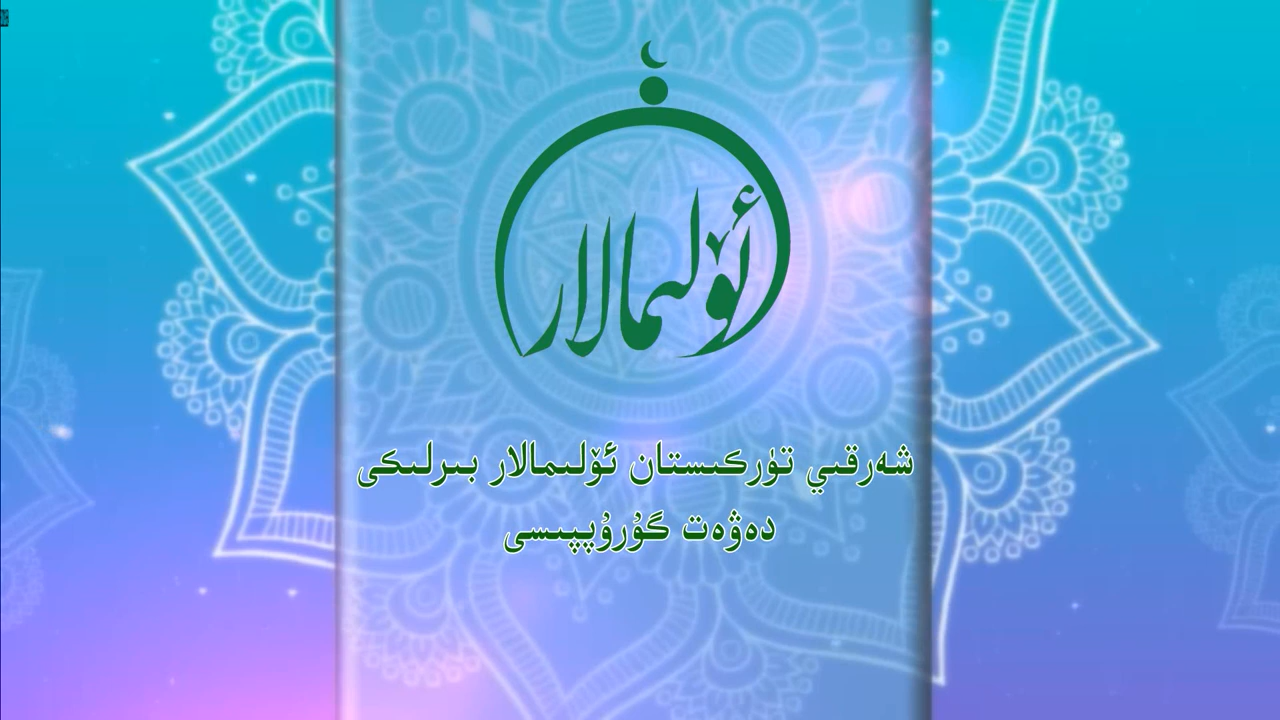 ئۆلىمالار
شەرقىي تۈركىستان ئۆلىمالار بىرلىكى
دەۋەت گۇرۇپپىسى